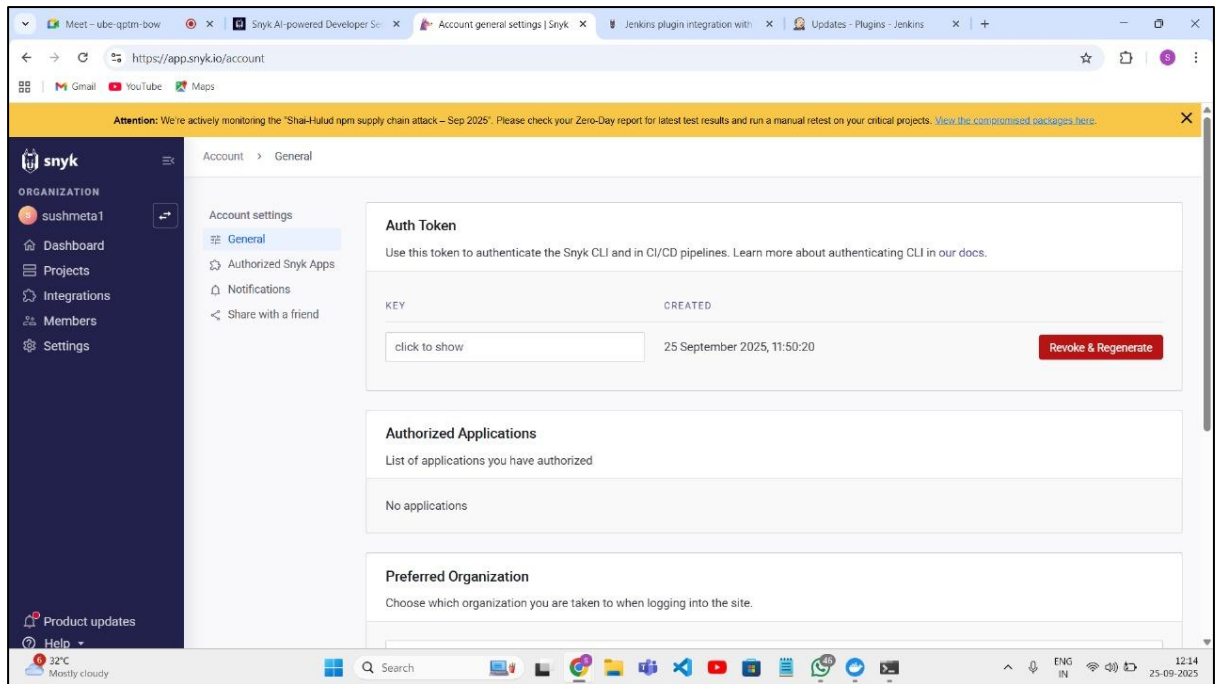 Meet – ube-qptm-bow
Snyk AI-powered Developer Se
Account general settings | Snyk
Jenkins plugin integration with
Updates - Plugins - Jenkins
https://app.snyk.io/account
S
Gmail
YouTube
Maps
Attention: We're actively monitoring the "Shai-Hulud npm supply chain attack – Sep 2025". Please check your Zero-Day report for latest test results and run a manual retest on your critical projects. View the compromised packages here.
snyk
Account > General
ORGANIZATION
S sushmeta1
Dashboard
Projects
Integrations
Members
Settings
Account settings
General
Authorized Snyk Apps
Notifications
Share with a friend
Auth Token
Use this token to authenticate the Snyk CLI and in CI/CD pipelines. Learn more about authenticating CLI in our docs.
KEY CREATED
click to show 25 September 2025, 11:50:20 Revoke & Regenerate
Authorized Applications
List of applications you have authorized
No applications
Preferred Organization
Choose which organization you are taken to when logging into the site.
Product updates
Help
6 32°C
Mostly cloudy
Search
46
ENG
IN
12:14
25-09-2025